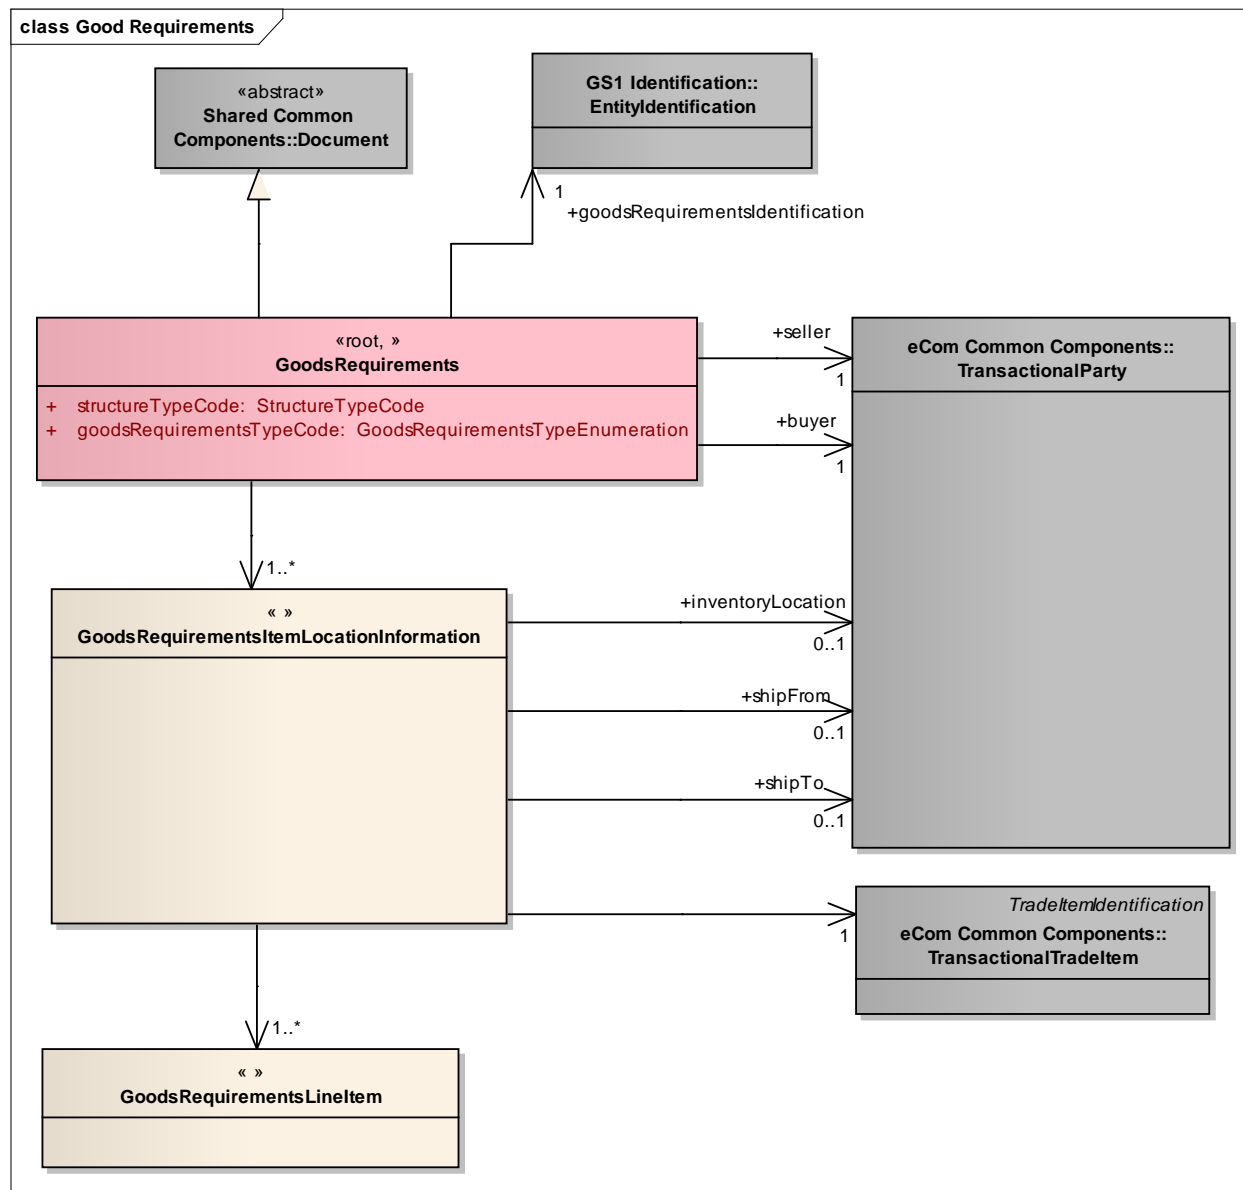 class Good Requirements
«abstract»
Shared Common
Components::Document
GS1 Identification::
EntityIdentification
1
+goodsRequirementsIdentification
«root, »
GoodsRequirements
+ structureTypeCode: StructureTypeCode
+ goodsRequirementsTypeCode: GoodsRequirementsTypeEnumeration
+seller
1
+buyer
1
eCom Common Components::
TransactionalParty
1..*
« »
GoodsRequirementsItemLocationInformation
+inventoryLocation
0..1
+shipFrom
0..1
+shipTo
0..1
1
TradeItemIdentification
eCom Common Components::
TransactionalTradeItem
1..*
« »
GoodsRequirementsLineItem